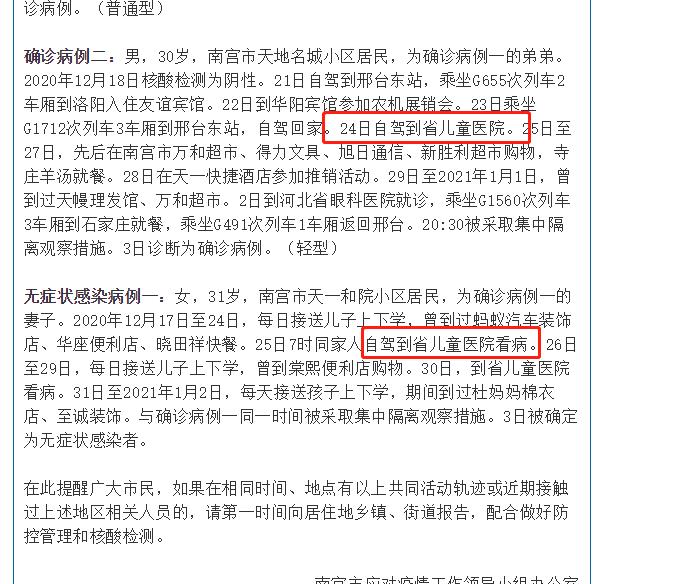 诊病例。（普通型）
确诊病例二：男，30岁，南宫市天地名城小区居民，为确诊病例一的弟弟。
2020年12月18日核酸检测为阴性。21日自驾到邢台东站，乘坐G655次列车2
车厢到洛阳入住友谊宾馆。22日到华阳宾馆参加农机展销会。23日乘坐
G1712次列车3车厢到邢台东站，自驾回家。24日自驾到省儿童医院。25日至
27日，先后在南宫市万和超市、得力文具、旭日通信、新胜利超市购物，寺
庄羊汤就餐。28日在天一快捷酒店参加推销活动。29日至2021年1月1日，曾
到过天幔理发馆、万和超市。2日到河北省眼科医院就诊，乘坐G1560次列车
3车厢到石家庄就餐，乘坐G491次列车1车厢返回邢台。20:30被采取集中隔
离观察措施。3日诊断为确诊病例。（轻型）
无症状感染病例一：女，31岁，南宫市天一和院小区居民，为确诊病例一的
妻子。2020年12月17日至24日，每日接送儿子上下学，曾到过蚂蚁汽车装饰
店、华座便利店、晓田祥快餐。25日7时同家人自驾到省儿童医院看病。26日
至29日，每日接送儿子上下学，曾到棠熙便利店购物。30日，到省儿童医院
看病。31日至2021年1月2日，每天接送孩子上下学，期间到过杜妈妈棉衣
店、至诚装饰。与确诊病例一同一时间被采取集中隔离观察措施。3日被确定
为无症状感染者。
在此提醒广大市民，如果在相同时间、地点有以上共同活动轨迹或近期接触
过上述地区相关人员的，请第一时间向居住地乡镇、街道报告，配合做好防
控管理和核酸检测。
南宫市应对疫情工作领导小组办公室